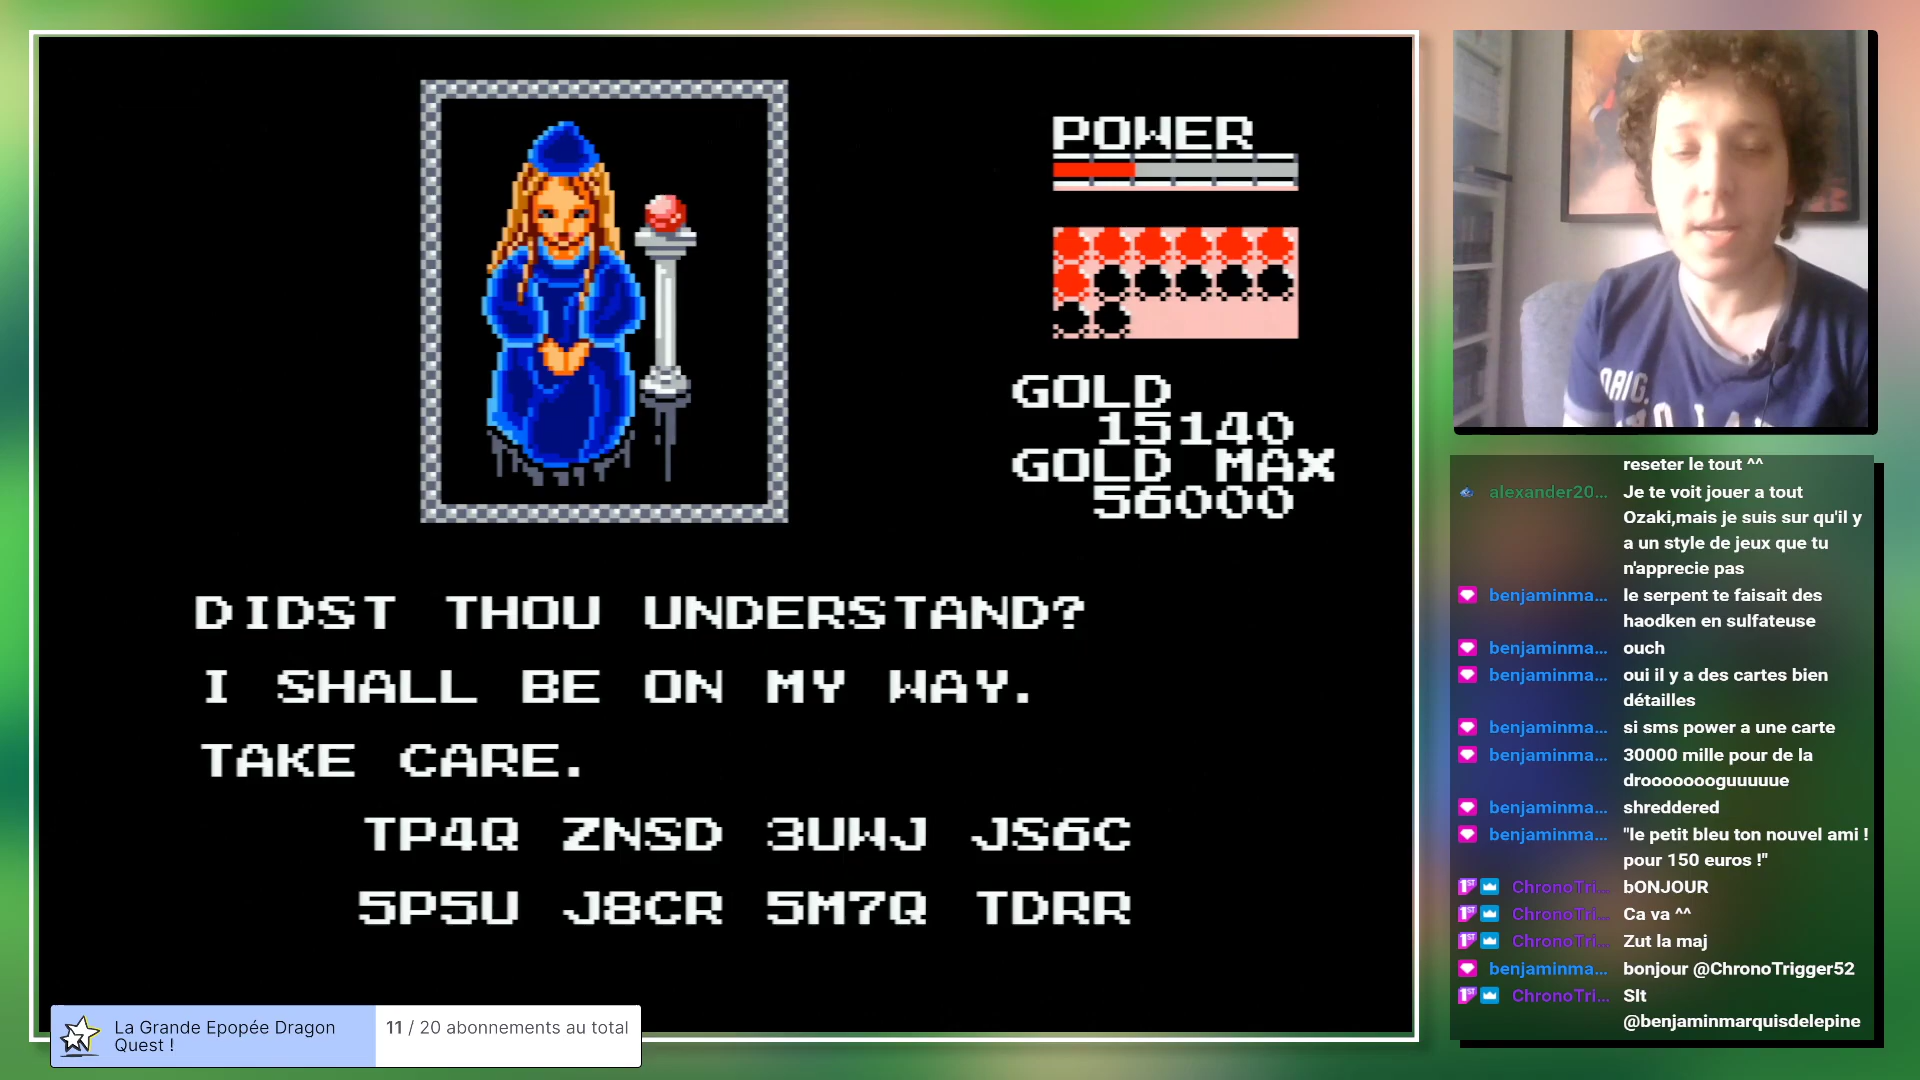 POWER
GOLD
15140
GOLD MAX
56000
DIDST THOU UNDERSTAND?
I SHALL BE ON MY WAY.
TAKE CARE.
TP4Q ZNSD 3UWJ JS6C
5P5U J8CR 5M7Q TDRR
La Grande Epopée Dragon
Quest !
11 / 20 abonnements au total
ORIG.
reseter le tout ^^
alexander20... Je te voit jouer a tout
Ozaki,mais je suis sur qu'il y
a un style de jeux que tu
n'apprecie pas
benjaminma... le serpent te faisait des
haodken en sulfateuse
benjaminma... ouch
benjaminma... oui il y a des cartes bien
détailles
benjaminma... si sms power a une carte
benjaminma... 30000 mille pour de la
drooooooguuuuue
benjaminma... shreddered
benjaminma... "le petit bleu ton nouvel ami !
pour 150 euros !"
1ST ChronoTri... bONJOUR
1ST ChronoTri... Ca va ^^
1ST ChronoTri... Zut la maj
benjaminma... bonjour @ChronoTrigger52
1ST ChronoTri... Slt
@benjaminmarquisdelepine